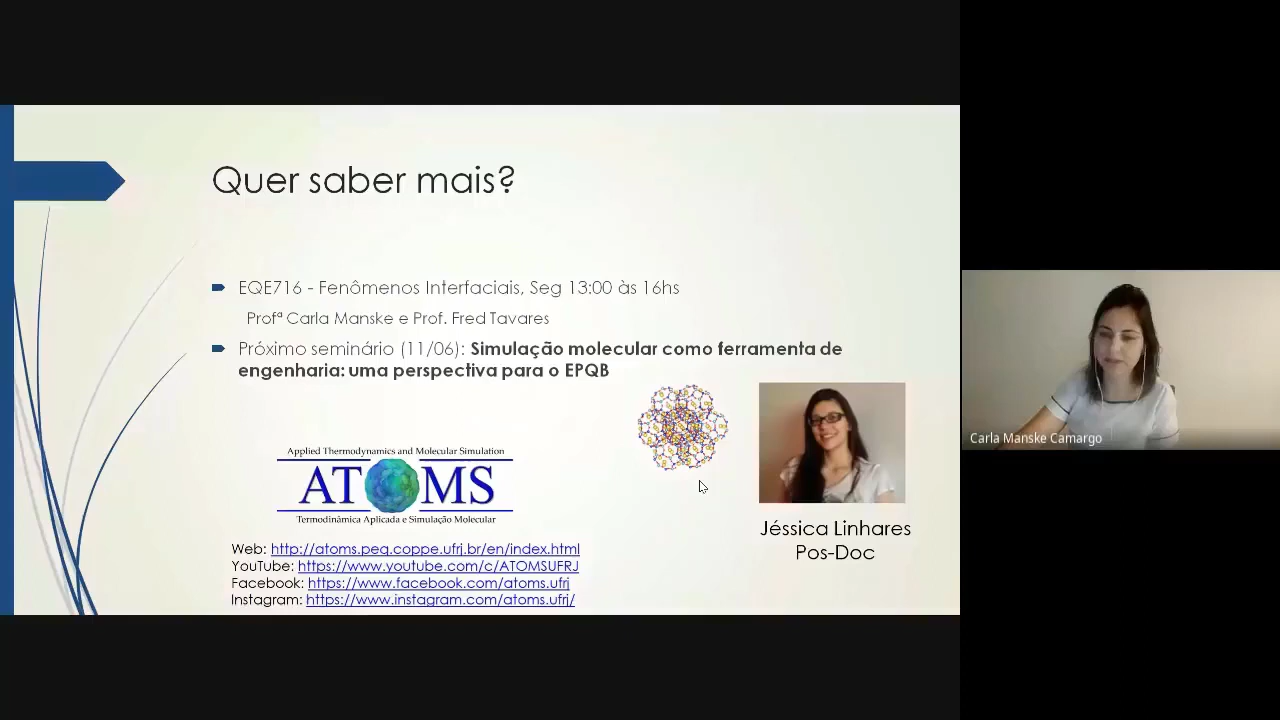 Quer saber mais?
EQE716 - Fenômenos Interfaciais, Seg 13:00 às 16hs
Profª Carla Manske e Prof. Fred Tavares
Próximo seminário (11/06): Simulação molecular como ferramenta de
engenharia: uma perspectiva para o EPQB
Applied Thermodynamics and Molecular Simulation
ATOMS
Termodinâmica Aplicada e Simulação Molecular
Jéssica Linhares
Pos-Doc
Web: http://atoms.peq.coppe.ufrj.br/en/index.html
YouTube: https://www.youtube.com/c/ATOMSUFRJ
Facebook: https://www.facebook.com/atoms.ufrj
Instagram: https://www.instagram.com/atoms.ufrj/
Carla Manske Camargo